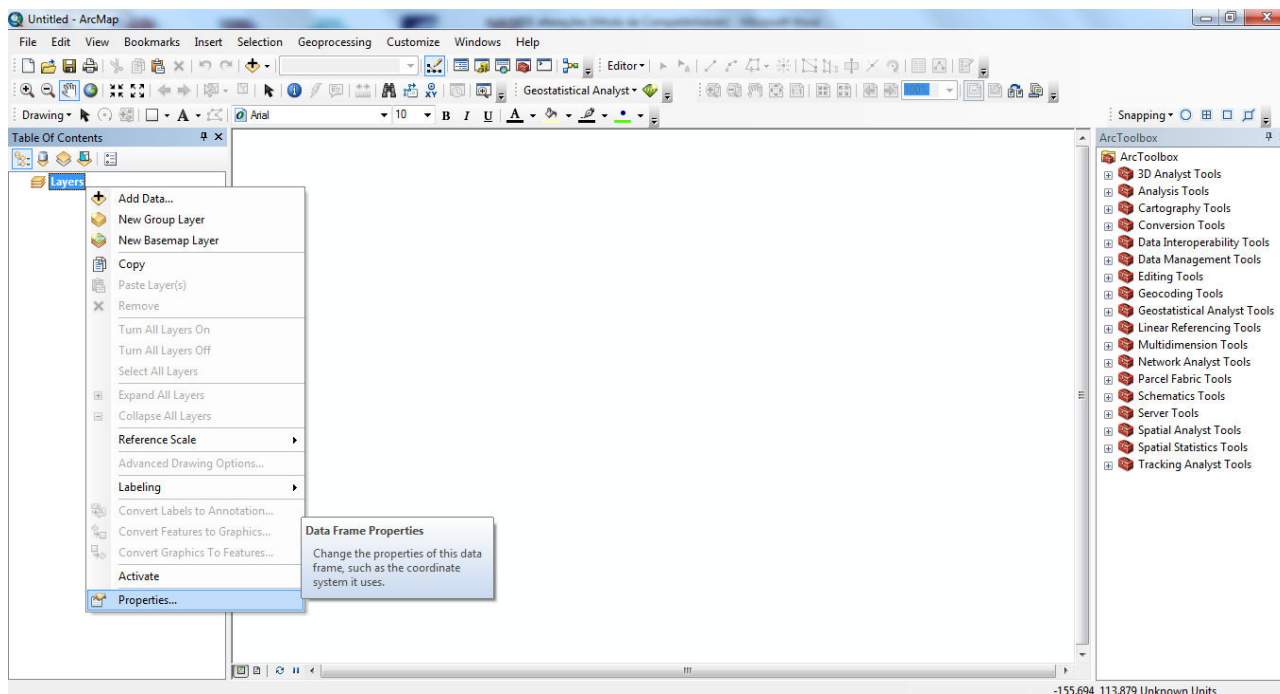 Untitled - ArcMap
File Edit View Bookmarks Insert Selection Geoprocessing Customize Windows Help
Editor
Geostatistical Analyst
100%
Drawing A Arial 10 B I U A
Snapping
Table Of Contents
Layers
Add Data...
New Group Layer
New Basemap Layer
Copy
Paste Layer(s)
Remove
Turn All Layers On
Turn All Layers Off
Select All Layers
Expand All Layers
Collapse All Layers
Reference Scale
Advanced Drawing Options...
Labeling
Convert Labels to Annotation...
Convert Features to Graphics...
Convert Graphics To Features...
Activate
Properties...
Data Frame Properties
Change the properties of this data
frame, such as the coordinate
system it uses.
ArcToolbox
ArcToolbox
3D Analyst Tools
Analysis Tools
Cartography Tools
Conversion Tools
Data Interoperability Tools
Data Management Tools
Editing Tools
Geocoding Tools
Geostatistical Analyst Tools
Linear Referencing Tools
Multidimension Tools
Network Analyst Tools
Parcel Fabric Tools
Schematics Tools
Server Tools
Spatial Analyst Tools
Spatial Statistics Tools
Tracking Analyst Tools
-155,694 113,879 Unknown Units